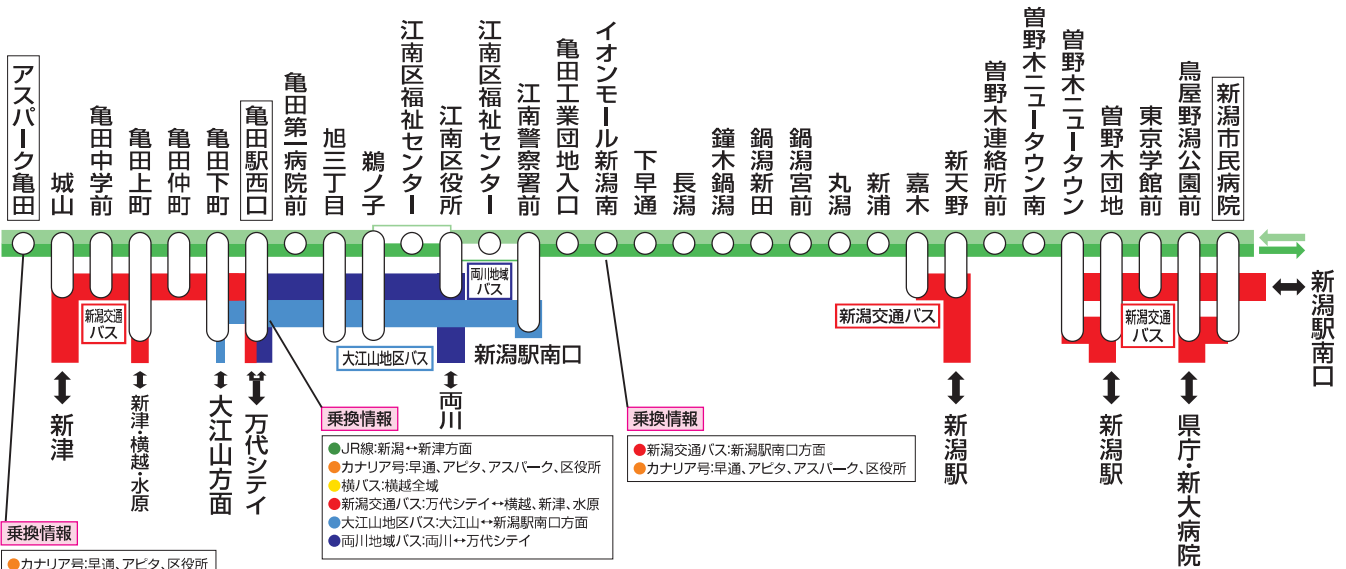 アスパーク亀田
城山
亀田中学前
亀田上町
亀田仲町
亀田下町
亀田駅西口
亀田第一病院前
旭三丁目
鵜ノ子
江南区福祉センター
江南区役所
江南区福祉センター
江南警察署前
亀田工業団地入口
イオンモール新潟南
下早通
長潟
鐘木鍋潟
鍋潟新田
鍋潟宮前
丸潟
新浦
嘉木
新天野
曽野木連絡所前
曽野木ニュータウン南
曽野木ニュータウン
曽野木団地
東京学館前
鳥屋野潟公園前
新潟市民病院
両川地域
バス
新潟交通
バス
大江山地区バス
新潟駅南口
新潟交通バス
新潟交通
バス
新潟駅南口
新津
新津・横越・水原
大江山方面
万代シテイ
両川
新潟駅
新潟駅
県庁・新大病院
乗換情報
●JR線:新潟↔新津方面
●カナリア号:早通、アピタ、アスパーク、区役所
●横バス:横越全域
●新潟交通バス:万代シテイ↔横越、新津、水原
●大江山地区バス:大江山↔新潟駅南口方面
●両川地域バス:両川↔万代シテイ
乗換情報
●新潟交通バス:新潟駅南口方面
●カナリア号:早通、アピタ、アスパーク、区役所
乗換情報
●カナリア号:早通、アピタ、区役所